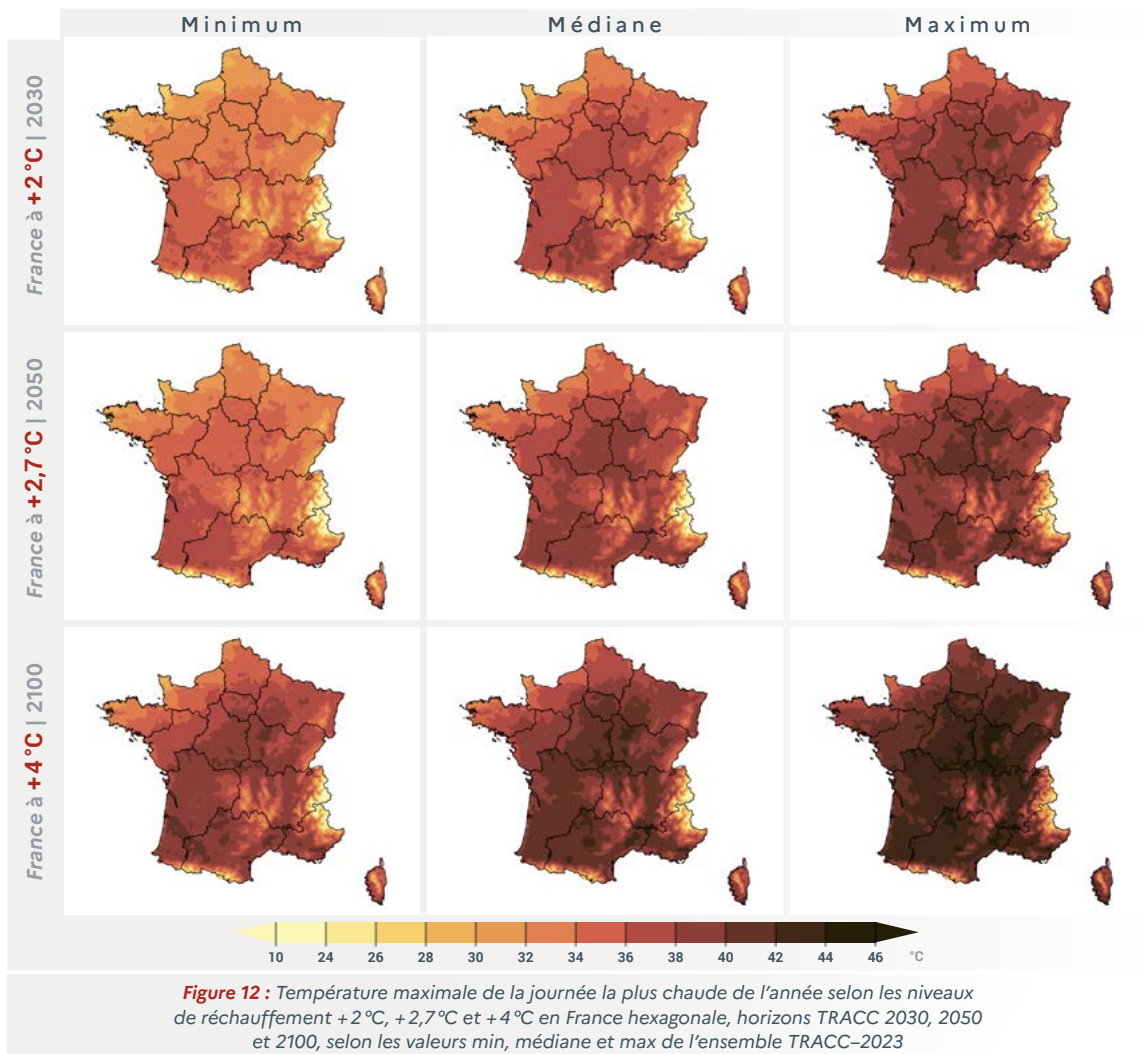 Minimum
Médiane
Maximum
France à +2°C | 2030
France à +2,7°C | 2050
France à +4°C | 2100
10 24 26 28 30 32 34 36 38 40 42 44 46 °C
Figure 12 : Température maximale de la journée la plus chaude de l'année selon les niveaux
de réchauffement +2°C, +2,7°C et +4°C en France hexagonale, horizons TRACC 2030, 2050
et 2100, selon les valeurs min, médiane et max de l'ensemble TRACC–2023